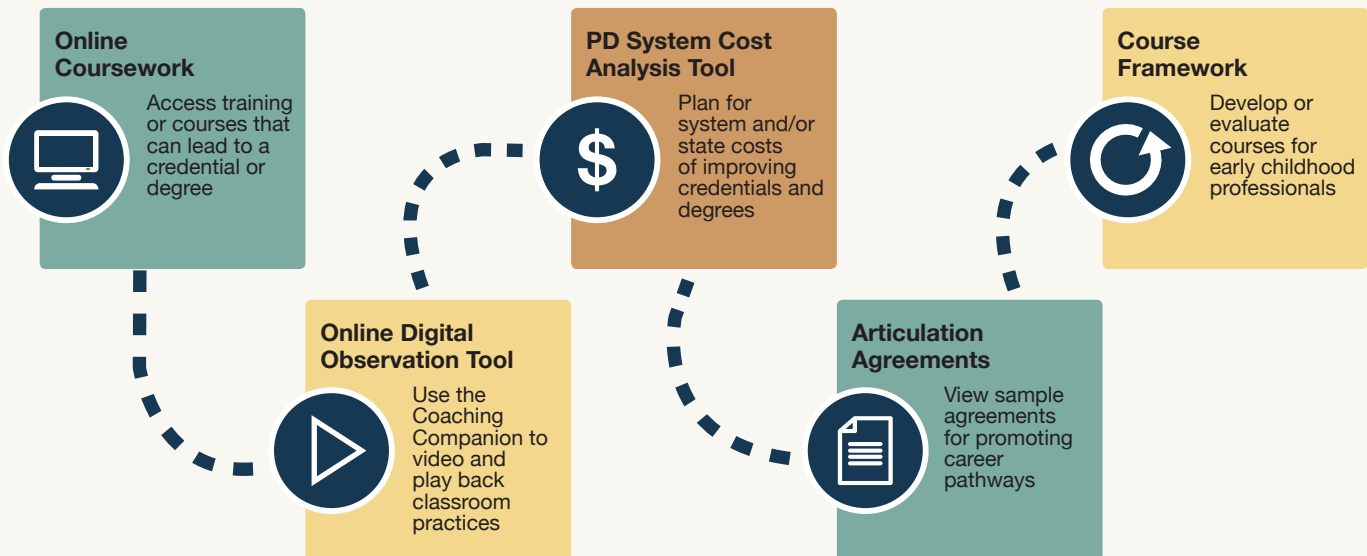 Online
Coursework
Access training
or courses that
can lead to a
credential or
degree
Online Digital
Observation Tool
Use the
Coaching
Companion to
video and
play back
classroom
practices
PD System Cost
Analysis Tool
$
Plan for
system and/or
state costs
of improving
credentials and
degrees
Articulation
Agreements
View sample
agreements
for promoting
career
pathways
Course
Framework
Develop or
evaluate
courses for
early childhood
professionals